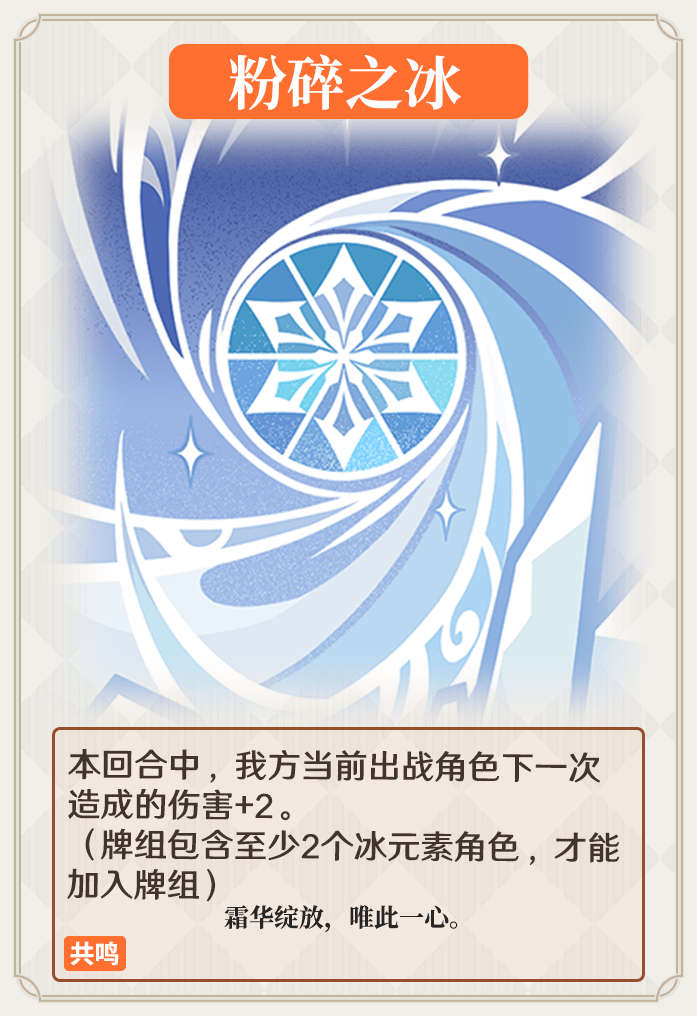 粉碎之冰
本回合中，我方当前出战角色下一次
造成的伤害+2。
（牌组包含至少2个冰元素角色，才能
加入牌组）
霜华绽放，唯此一心。
共鸣